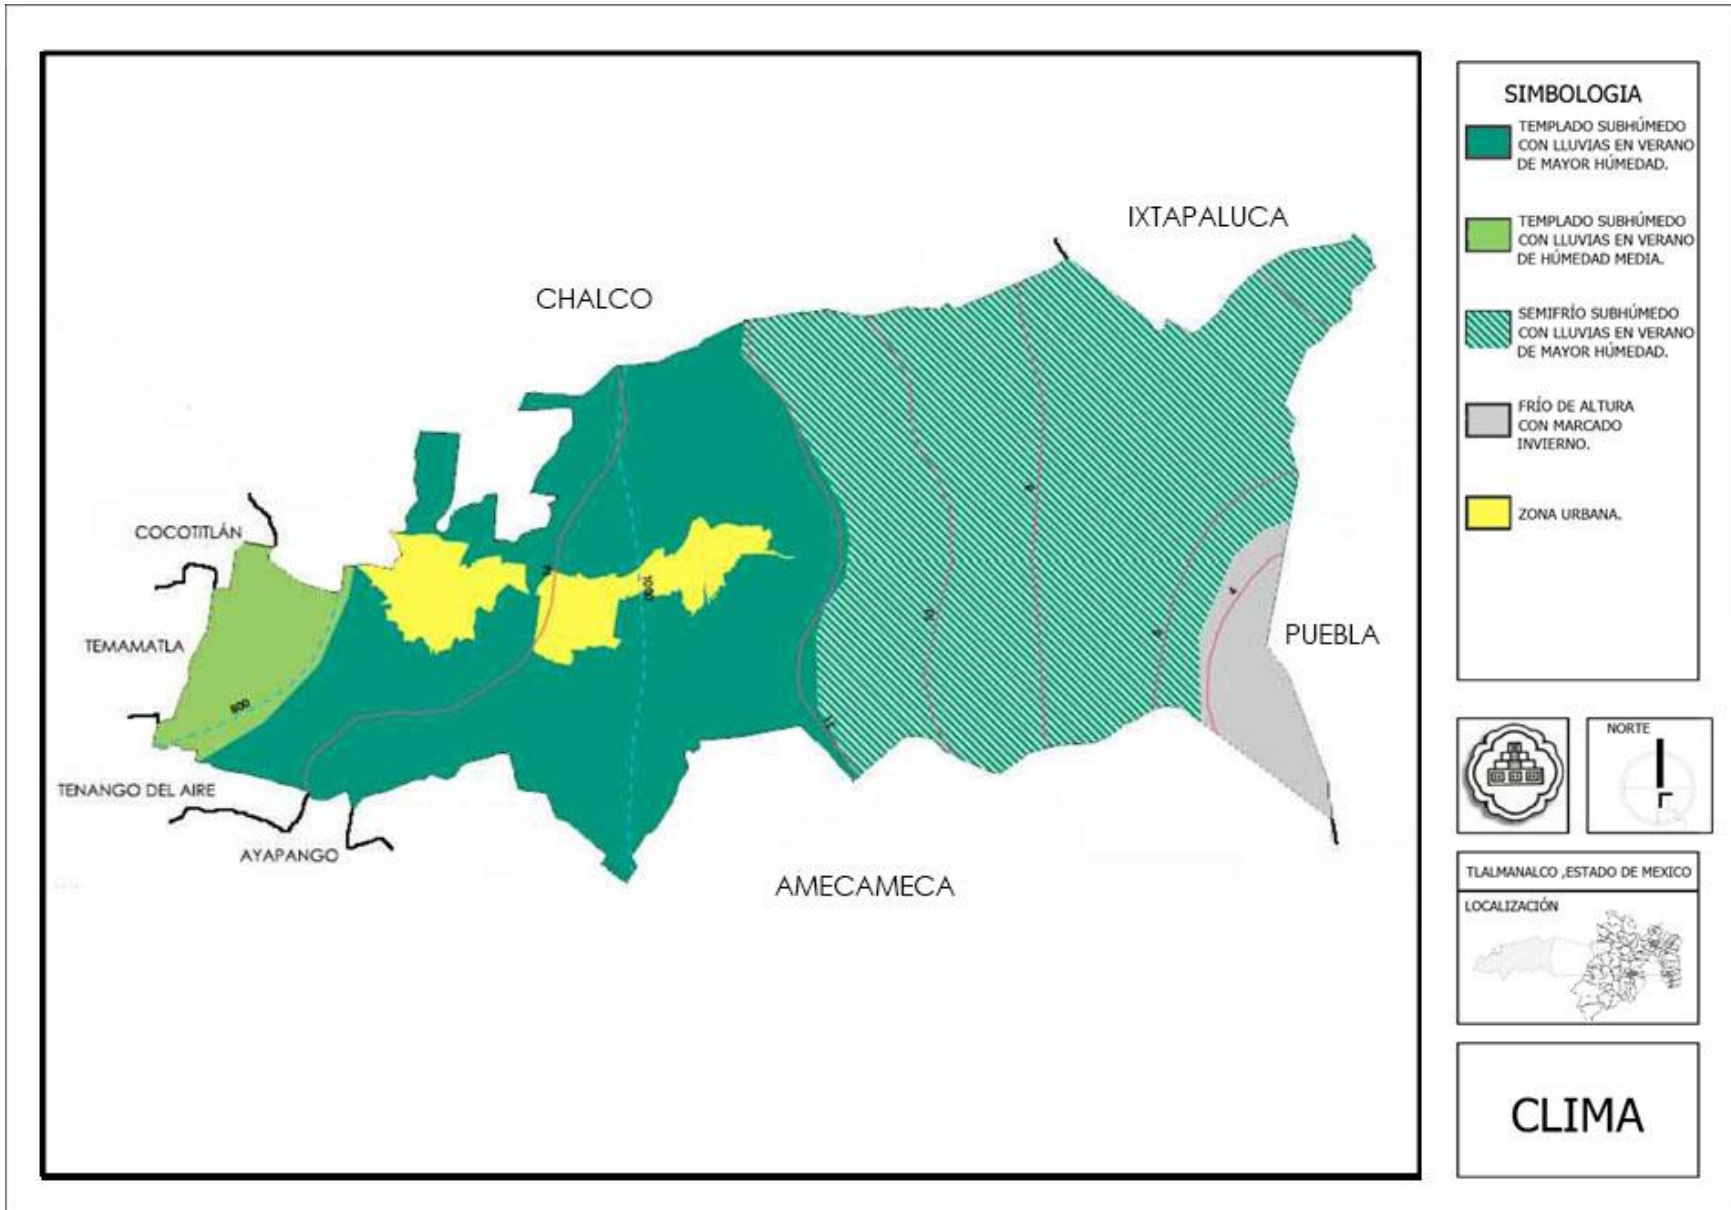 SIMBOLOGIA
TEMPLADO SUBHÚMEDO
CON LLUVIAS EN VERANO
DE MAYOR HÚMEDAD.
TEMPLADO SUBHÚMEDO
CON LLUVIAS EN VERANO
DE HÚMEDAD MEDIA.
SEMIFRÍO SUBHÚMEDO
CON LLUVIAS EN VERANO
DE MAYOR HÚMEDAD.
FRÍO DE ALTURA
CON MARCADO
INVIERNO.
ZONA URBANA.
IXTAPALUCA
CHALCO
COCOTITLÁN
TEMAMATLA
PUEBLA
TENANGO DEL AIRE
AYAPANGO
AMECAMECA
800
1000
4
NORTE
TLALMANALCO ,ESTADO DE MEXICO
LOCALIZACIÓN
CLIMA